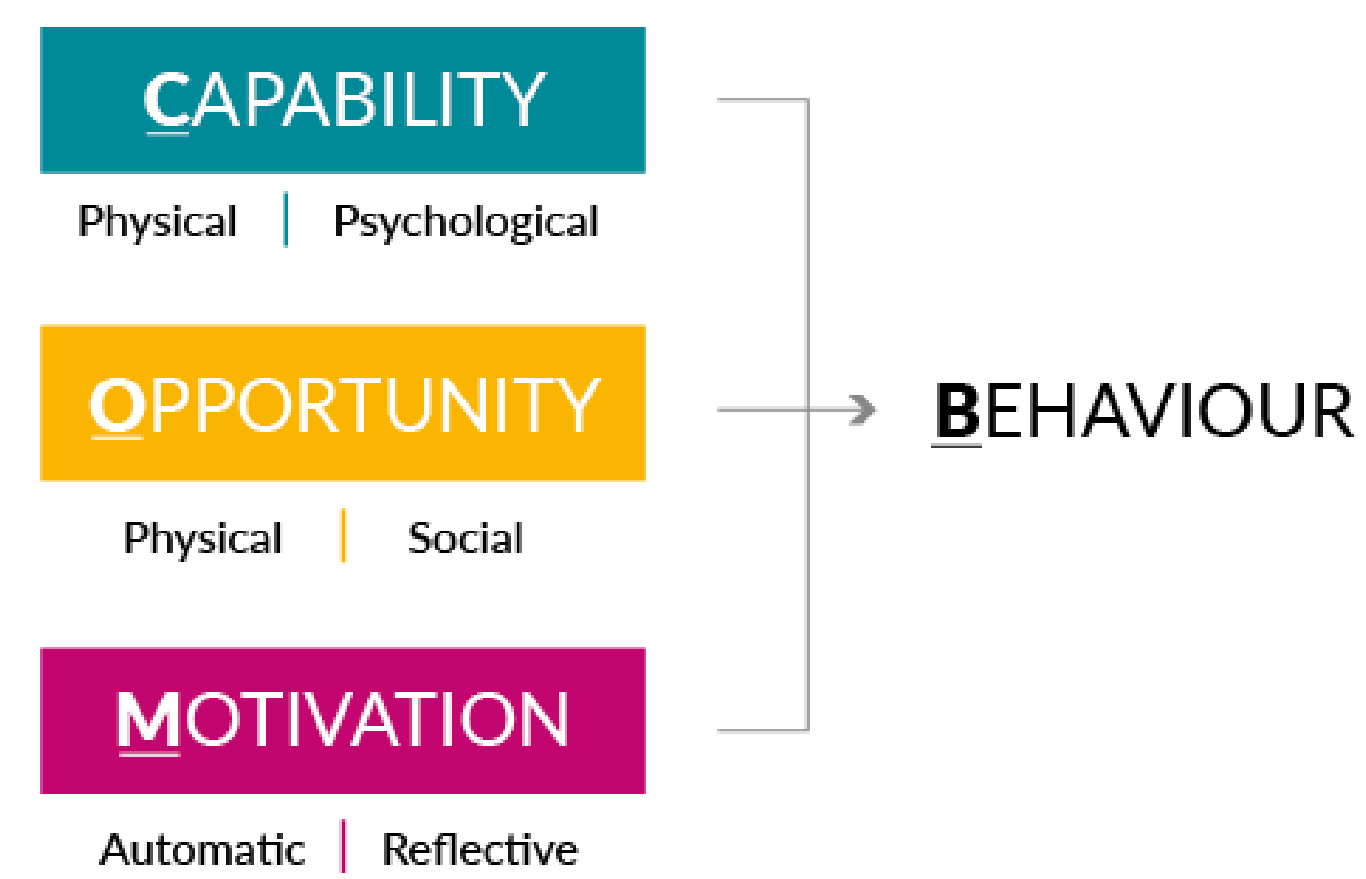 CAPABILITY
Physical | Psychological
OPPORTUNITY
Physical | Social
BEHAVIOUR
MOTIVATION
Automatic | Reflective